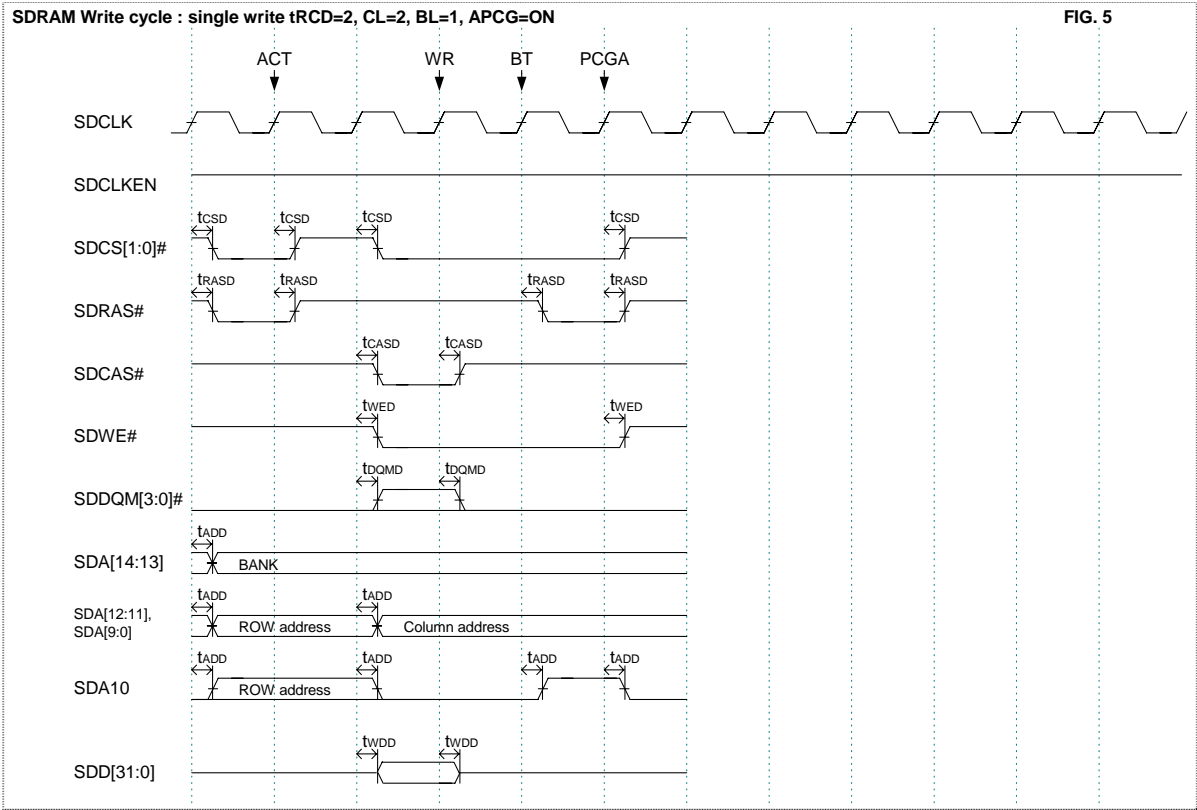 SDRAM Write cycle : single write tRCD=2, CL=2, BL=1, APCG=ON FIG. 5
ACT WR BT PCGA
SDCLK
SDCLKEN
tCSD tCSD tCSD tCSD
SDCS[1:0]#
tRASD tRASD tRASD tRASD
SDRAS#
tCASD tCASD
SDCAS#
tWED tWED
SDWE#
tDQMD tDQMD
SDDQM[3:0]#
tADD
SDA[14:13] BANK
tADD tADD
SDA[12:11],
SDA[9:0] ROW address Column address
tADD tADD tADD tADD
SDA10 ROW address
tWDD tWDD
SDD[31:0]